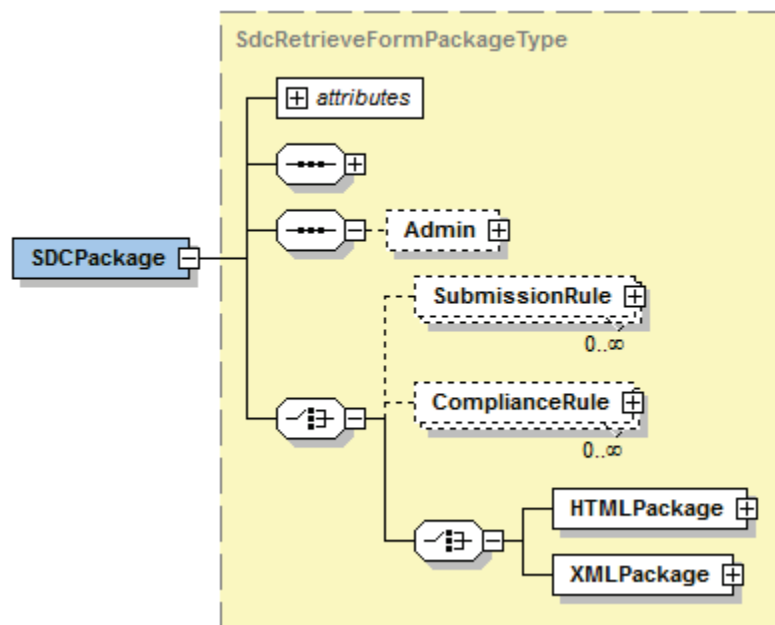 SdcRetrieveFormPackageType
attributes
Admin
SDCPackage
SubmissionRule
0..∞
ComplianceRule
0..∞
HTMLPackage
XMLPackage